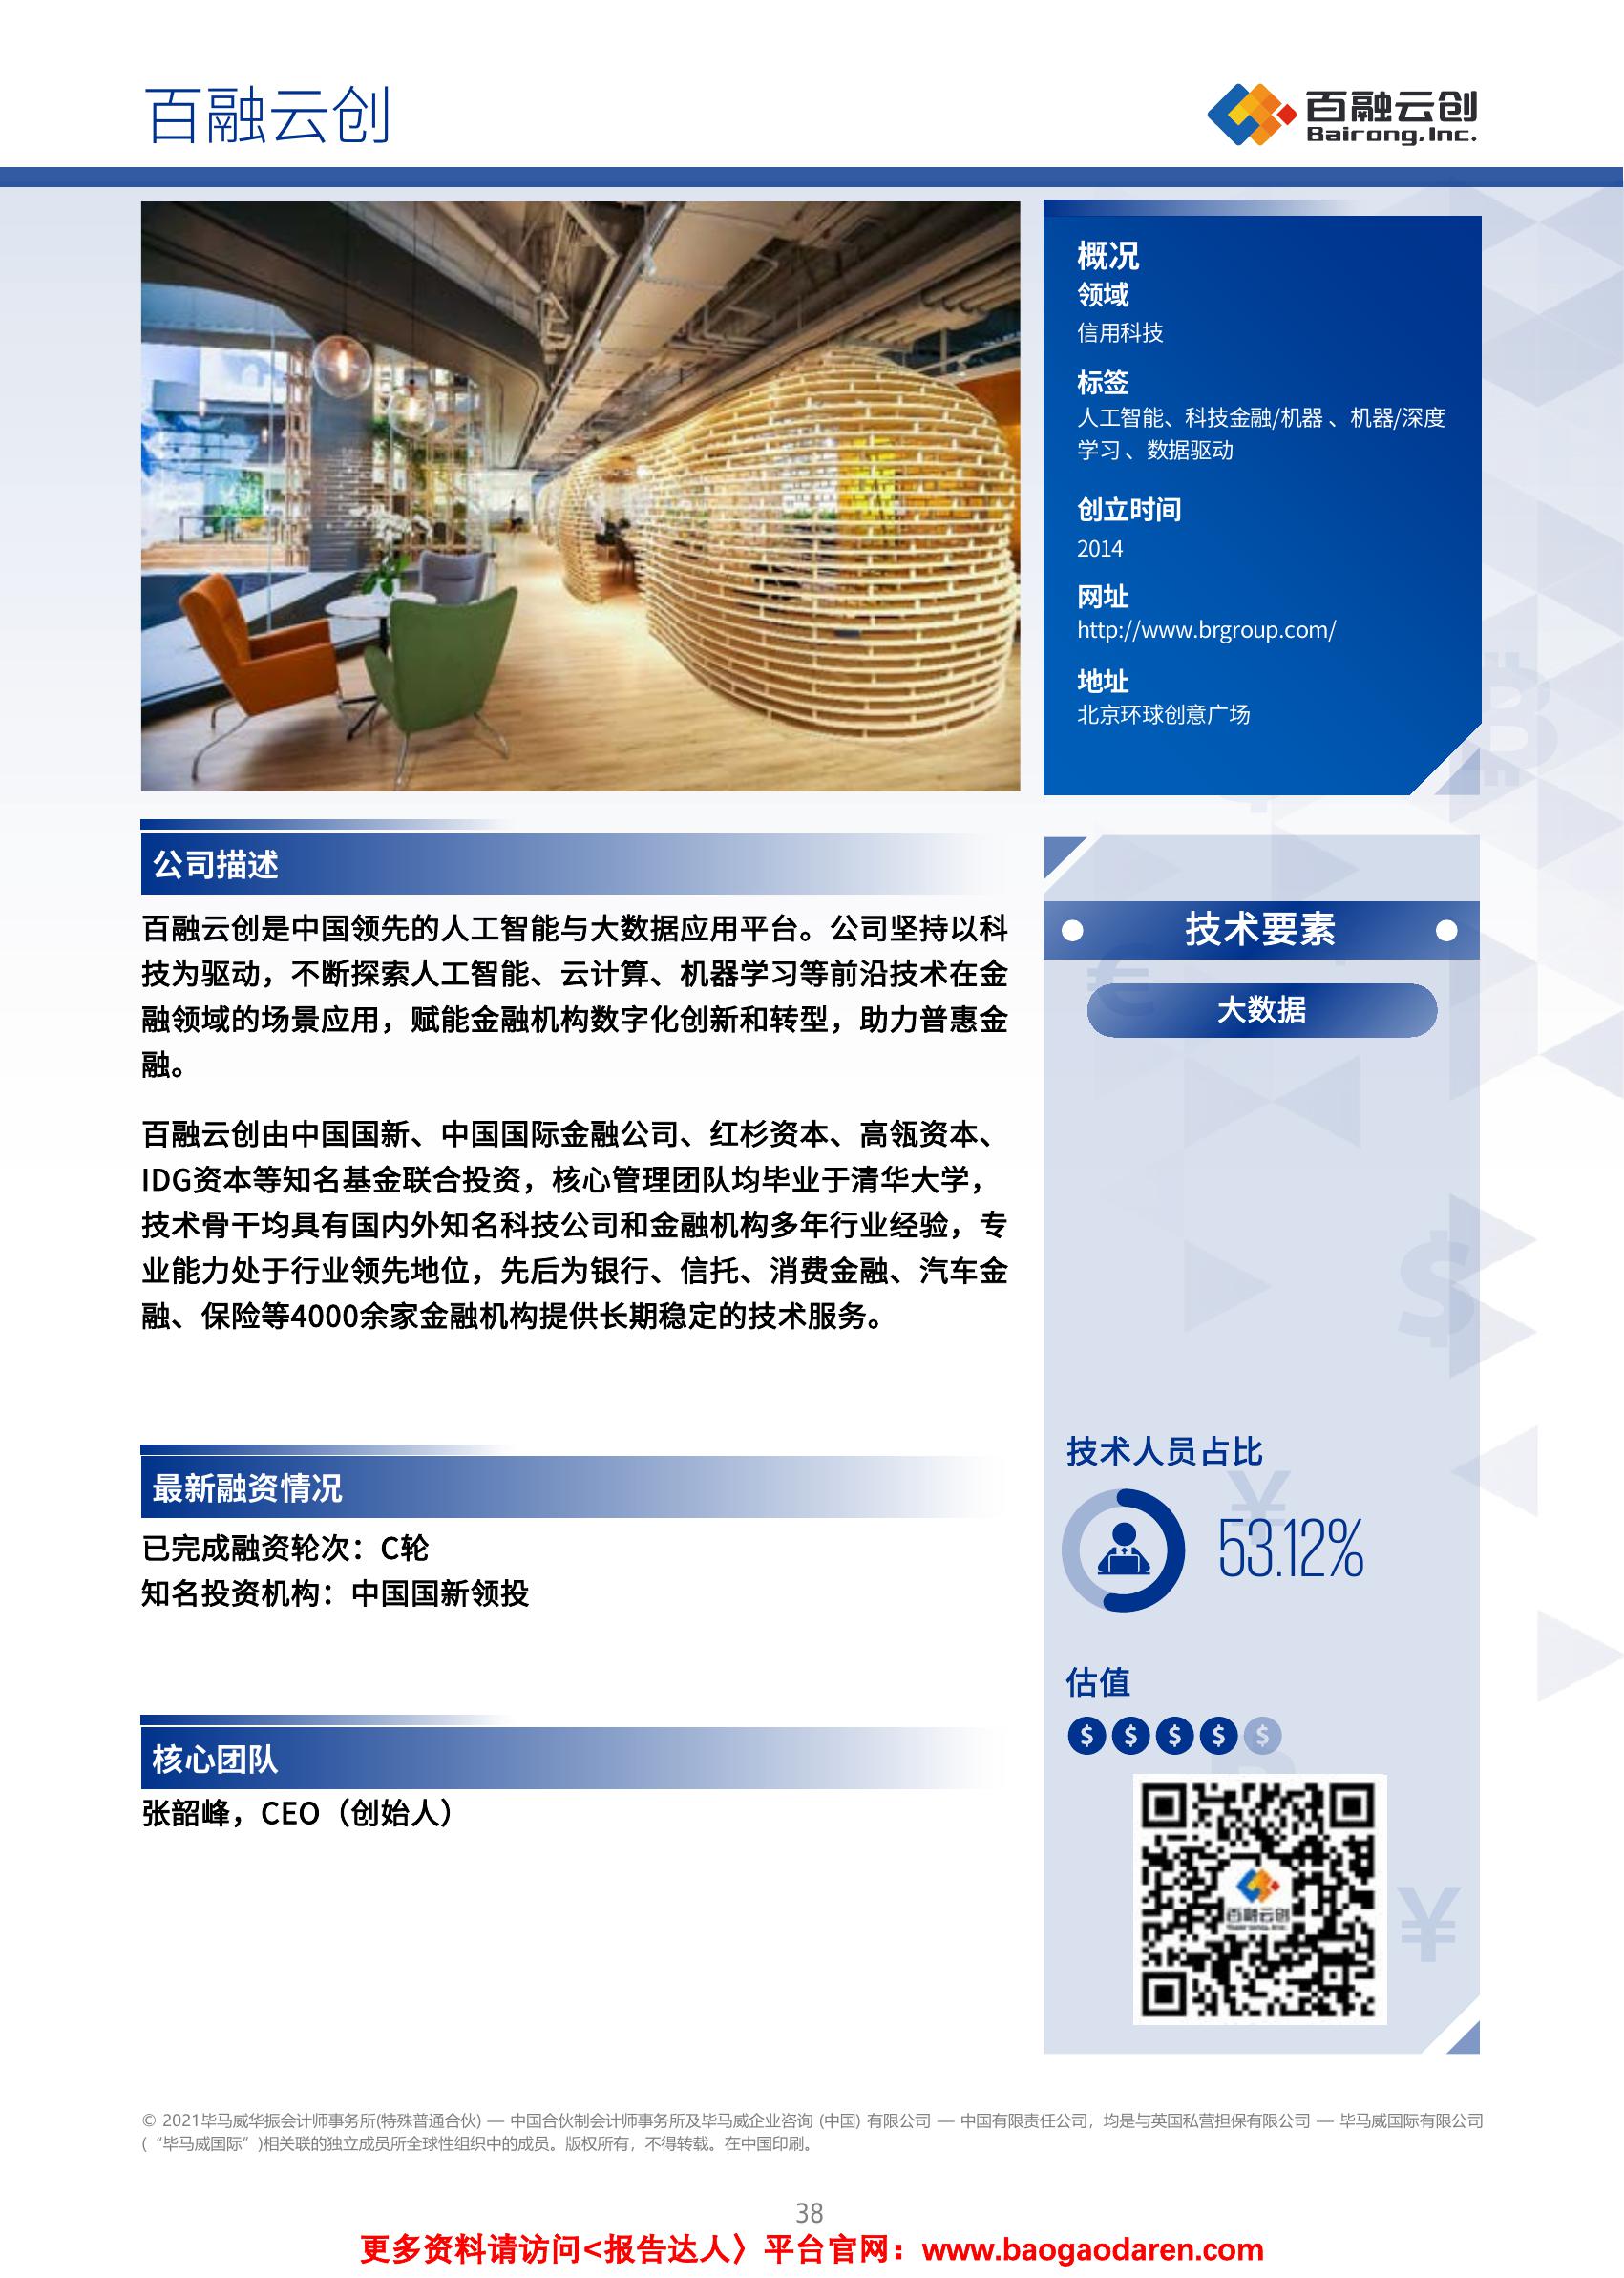 百融云创
百融云创
Bairong.Inc.
概况
领域
信用科技
标签
人工智能、科技金融/机器 、机器/深度
学习 、数据驱动
创立时间
2014
网址
http://www.brgroup.com/
地址
北京环球创意广场
公司描述
百融云创是中国领先的人工智能与大数据应用平台。公司坚持以科
技为驱动，不断探索人工智能、云计算、机器学习等前沿技术在金
融领域的场景应用，赋能金融机构数字化创新和转型，助力普惠金
融。
百融云创由中国国新、中国国际金融公司、红杉资本、高瓴资本、
IDG资本等知名基金联合投资，核心管理团队均毕业于清华大学，
技术骨干均具有国内外知名科技公司和金融机构多年行业经验，专
业能力处于行业领先地位，先后为银行、信托、消费金融、汽车金
融、保险等4000余家金融机构提供长期稳定的技术服务。
最新融资情况
已完成融资轮次：C轮
知名投资机构：中国国新领投
核心团队
张韶峰，CEO（创始人）
技术要素
大数据
技术人员占比
53.12%
估值
$ $ $ $ $
百融云创
© 2021毕马威华振会计师事务所(特殊普通合伙) — 中国合伙制会计师事务所及毕马威企业咨询 (中国) 有限公司 — 中国有限责任公司，均是与英国私营担保有限公司 — 毕马威国际有限公司
(“毕马威国际”)相关联的独立成员所全球性组织中的成员。版权所有，不得转载。在中国印刷。
38
更多资料请访问<报告达人〉平台官网：www.baogaodaren.com